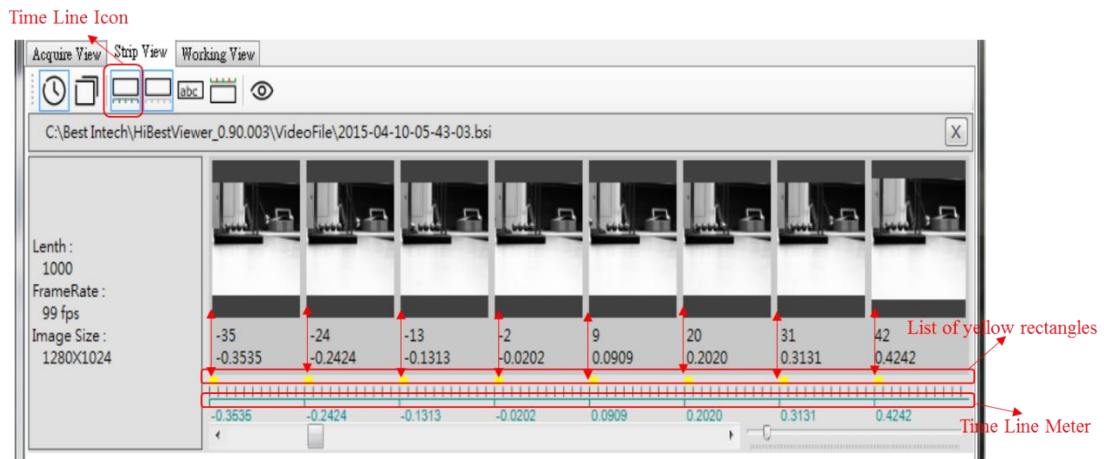 Time Line Icon
Acquire View Strip View Working View
abc
C:\Best Intech\HiBestViewer_0.90.003\VideoFile\2015-04-10-05-43-03.bsi X
Lenth :
1000
FrameRate :
99 fps
Image Size :
1280X1024
-35 -24 -13 -2 9 20 31 42
-0.3535 -0.2424 -0.1313 -0.0202 0.0909 0.2020 0.3131 0.4242
List of yellow rectangles
-0.3536 -0.2424 -0.1313 -0.0202 0.0909 0.2020 0.3131 0.4242
Time Line Meter